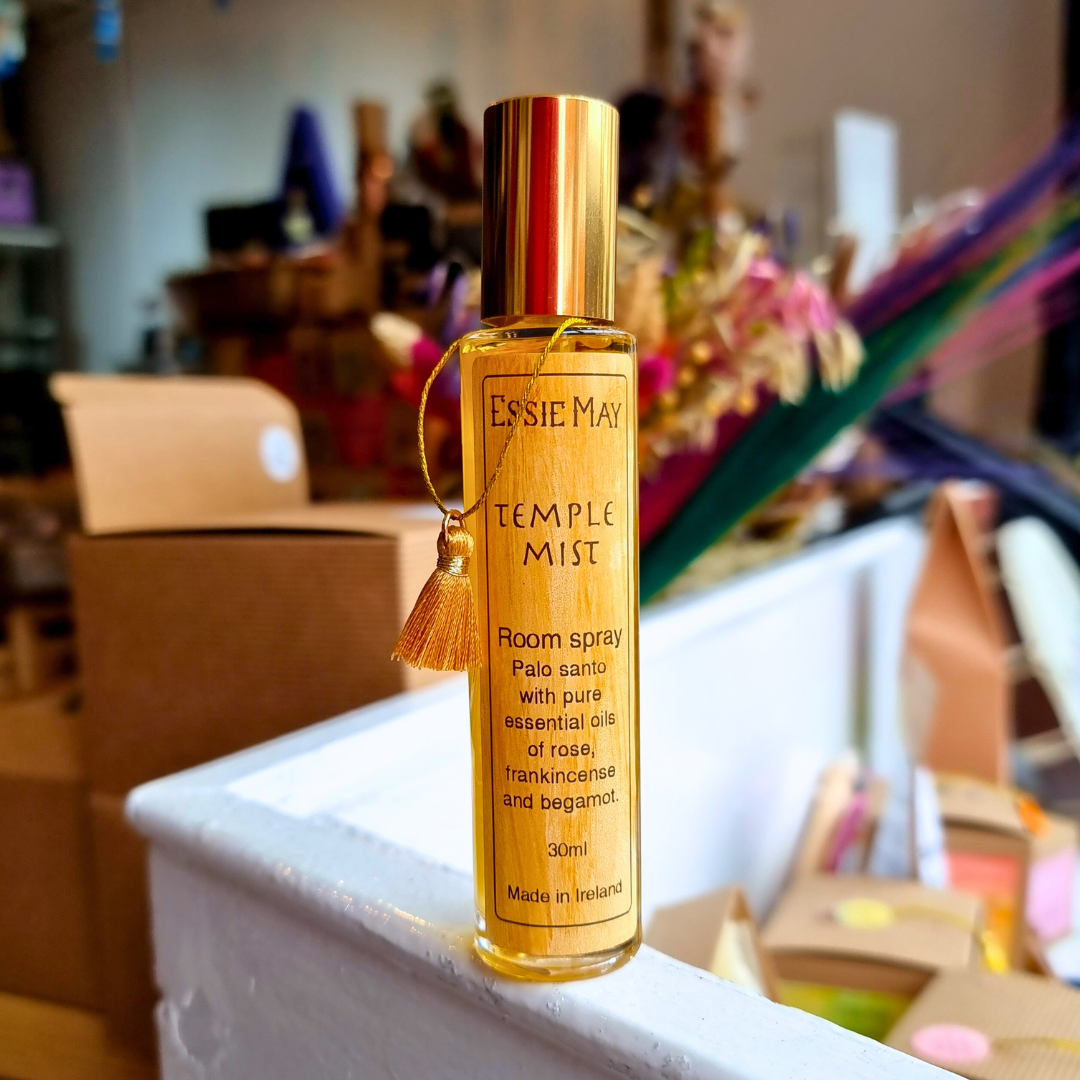 ESSIE MAY
TEMPLE
MIST
Room spray
Palo santo
with pure
essential oils
of rose,
frankincense
and begamot.
30ml
Made in Ireland